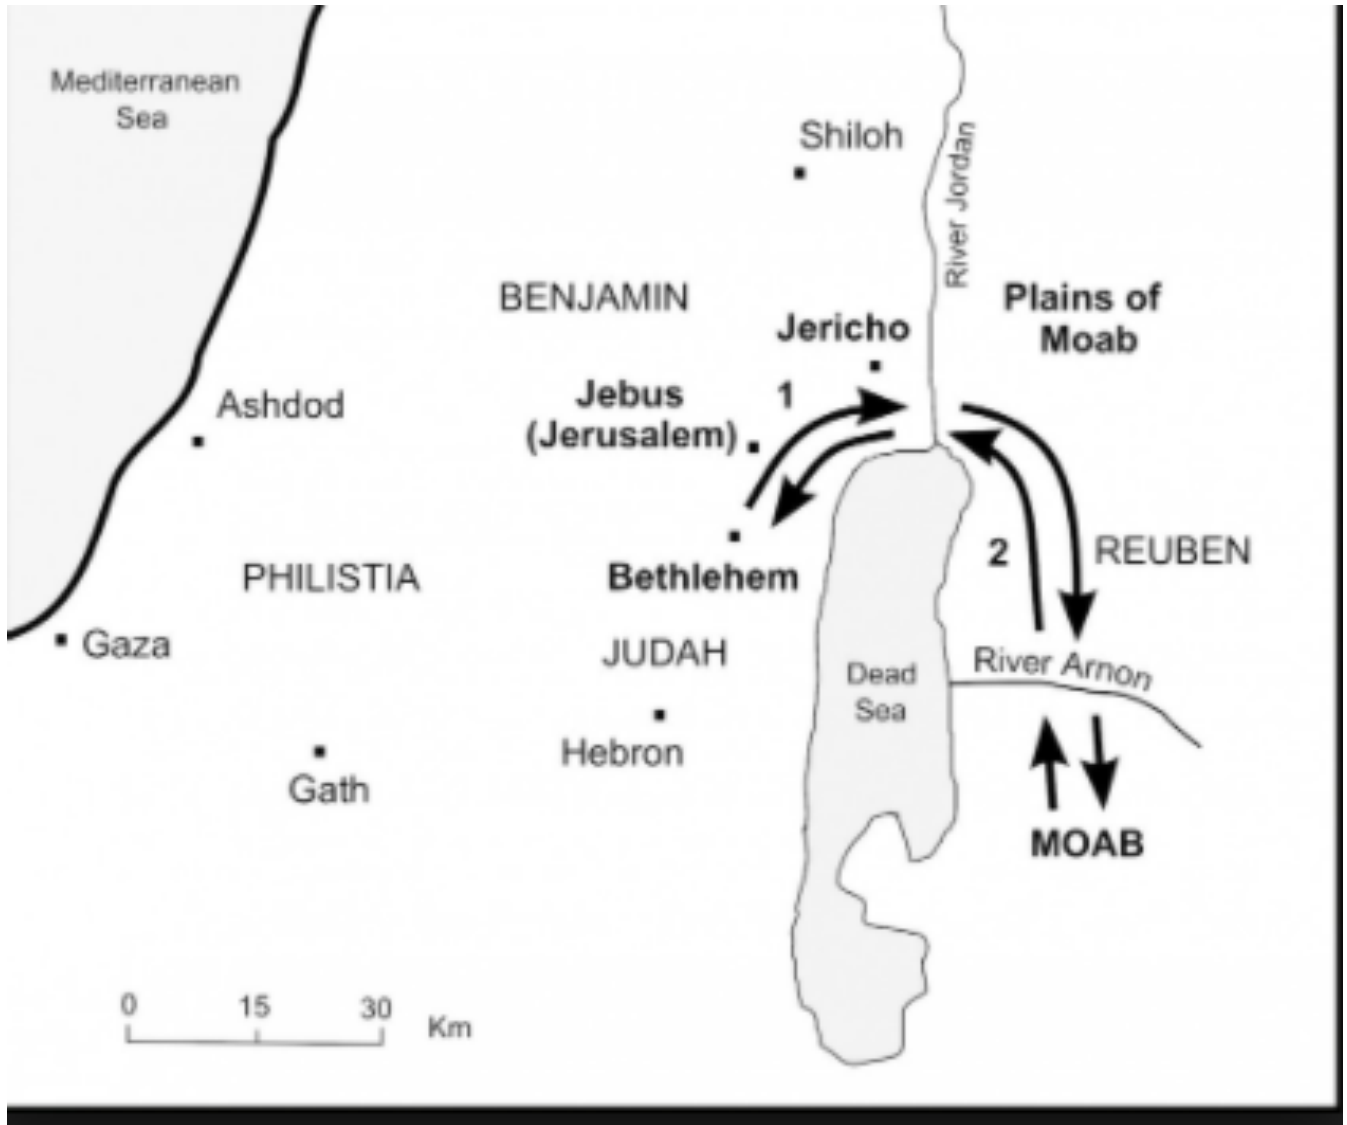 Mediterranean
Sea
Shiloh
River Jordan
BENJAMIN
Plains of
Moab
Jericho
Jebus
(Jerusalem)
1
Ashdod
2
REUBEN
PHILISTIA
Bethlehem
Gaza
JUDAH
River Arnon
Dead
Sea
Hebron
Gath
MOAB
0 15 30
Km